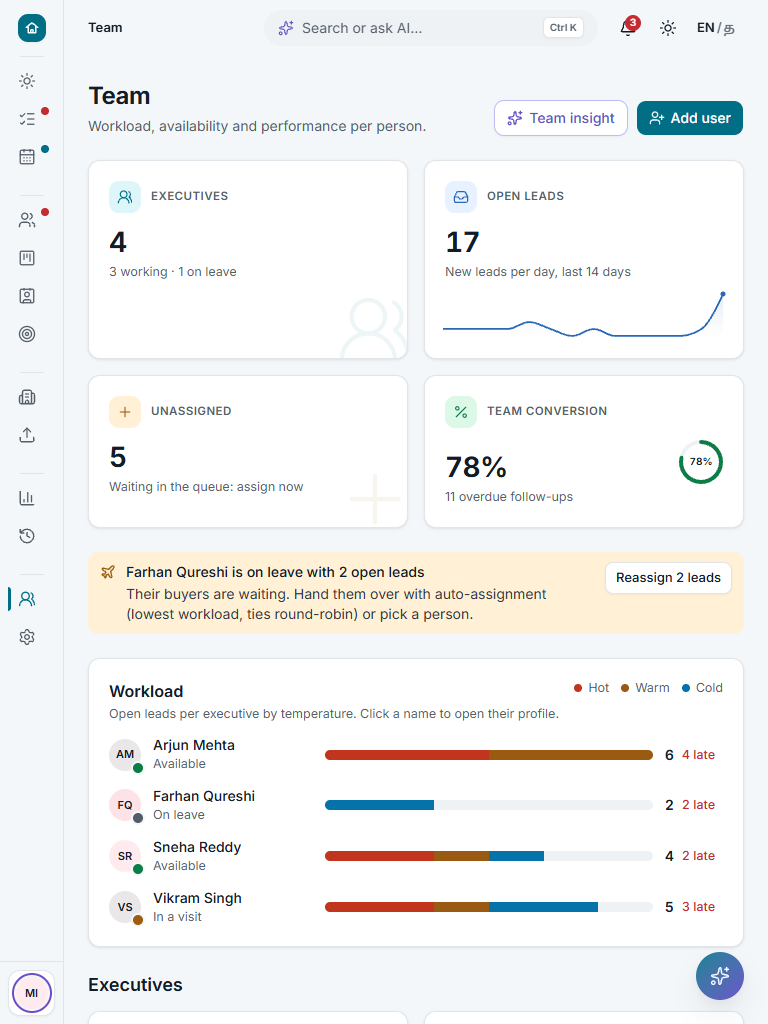 Team
Search or ask AI...
Ctrl K
3
EN / த
Team
Workload, availability and performance per person.
Team insight
Add user
EXECUTIVES
4
3 working · 1 on leave
OPEN LEADS
17
New leads per day, last 14 days
UNASSIGNED
5
Waiting in the queue: assign now
TEAM CONVERSION
78%
78%
11 overdue follow-ups
Farhan Qureshi is on leave with 2 open leads
Their buyers are waiting. Hand them over with auto-assignment
(lowest workload, ties round-robin) or pick a person.
Reassign 2 leads
Workload
Hot Warm Cold
Open leads per executive by temperature. Click a name to open their profile.
AM
Arjun Mehta
Available
6 4 late
FQ
Farhan Qureshi
On leave
2 2 late
SR
Sneha Reddy
Available
4 2 late
VS
Vikram Singh
In a visit
5 3 late
Executives
MI